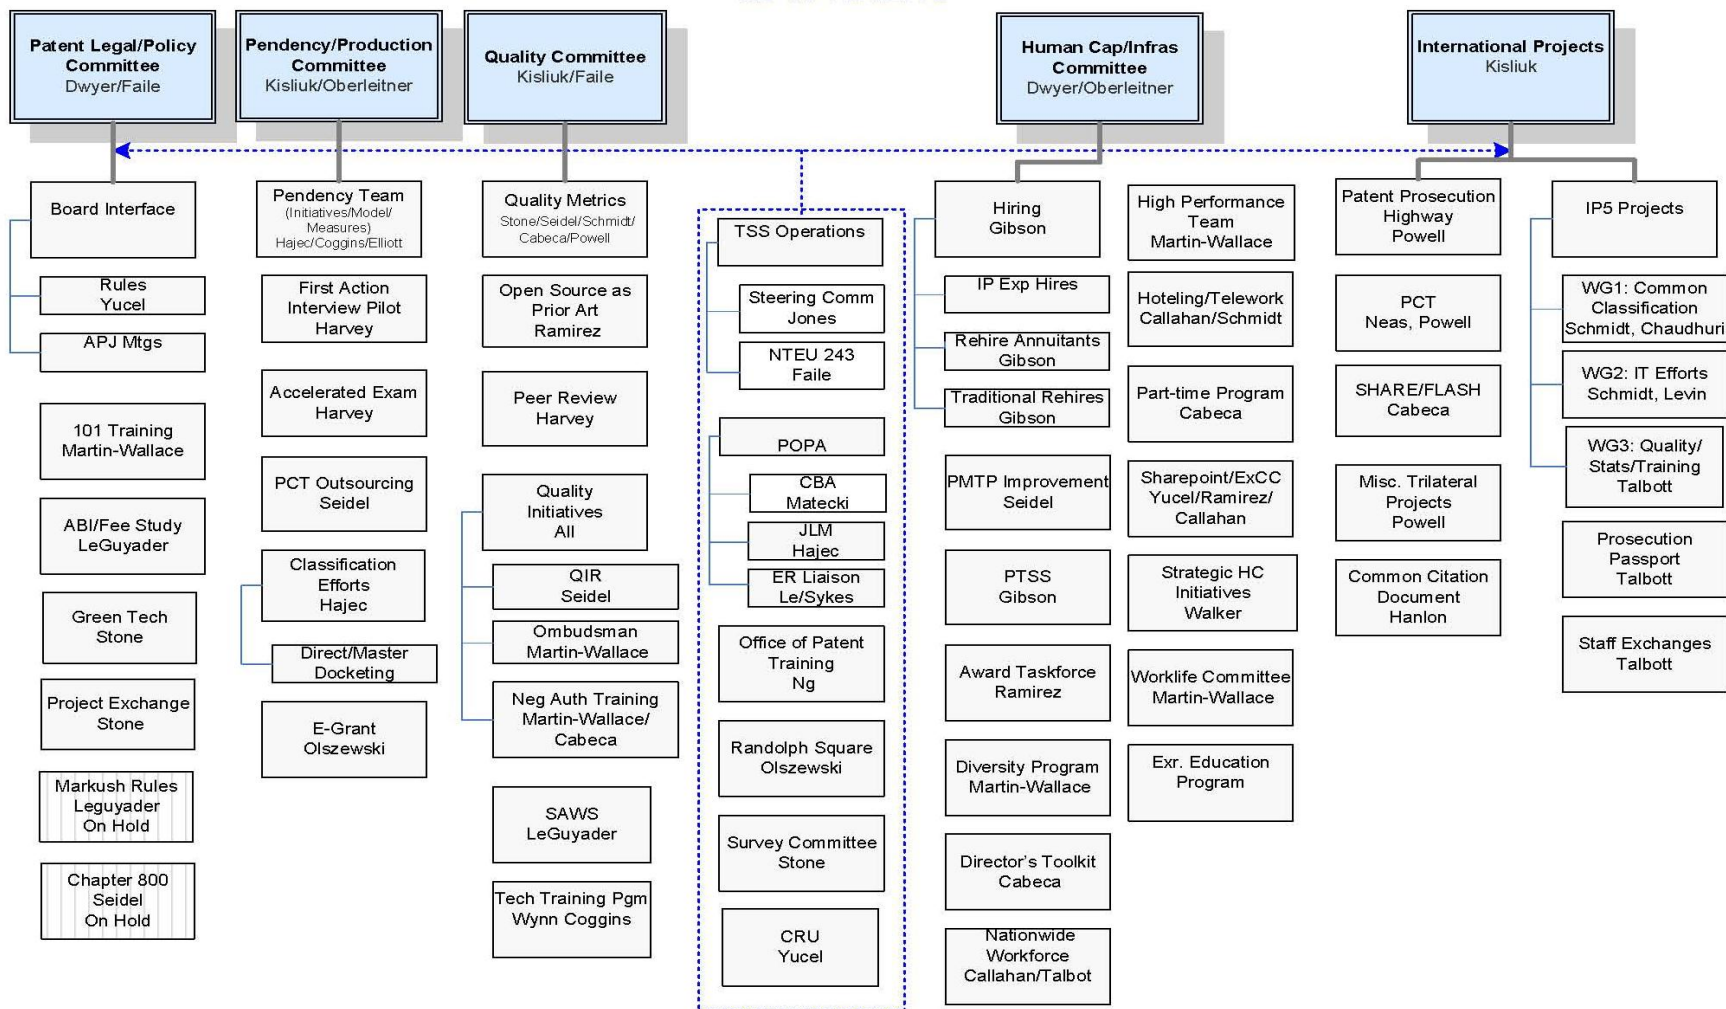 Patent Legal/Policy
Committee
Dwyer/Faile
Pendency/Production
Committee
Kisliuk/Oberleitner
Quality Committee
Kisliuk/Faile
Human Cap/Infras
Committee
Dwyer/Oberleitner
International Projects
Kisliuk
Board Interface
Rules
Yucel
APJ Mtgs
101 Training
Martin-Wallace
ABI/Fee Study
LeGuyader
Green Tech
Stone
Project Exchange
Stone
Markush Rules
Leguyader
On Hold
Chapter 800
Seidel
On Hold
Pendency Team
(Initiatives/Model/
Measures)
Hajec/Coggins/Elliott
First Action
Interview Pilot
Harvey
Accelerated Exam
Harvey
PCT Outsourcing
Seidel
Classification
Efforts
Hajec
Direct/Master
Docketing
E-Grant
Olszewski
Quality Metrics
Stone/Seidel/Schmidt/
Cabeca/Powell
Open Source as
Prior Art
Ramirez
Peer Review
Harvey
Quality
Initiatives
All
QIR
Seidel
Ombudsman
Martin-Wallace
Neg Auth Training
Martin-Wallace/
Cabeca
SAWS
LeGuyader
Tech Training Pgm
Wynn Coggins
TSS Operations
Steering Comm
Jones
NTEU 243
Faile
POPA
CBA
Matecki
JLM
Hajec
ER Liaison
Le/Sykes
Office of Patent
Training
Ng
Randolph Square
Olszewski
Survey Committee
Stone
CRU
Yucel
Hiring
Gibson
IP Exp Hires
Rehire Annuitants
Gibson
Traditional Rehires
Gibson
PMTP Improvement
Seidel
PTSS
Gibson
Award Taskforce
Ramirez
Diversity Program
Martin-Wallace
Director's Toolkit
Cabeca
Nationwide
Workforce
Callahan/Talbot
High Performance
Team
Martin-Wallace
Hoteling/Telework
Callahan/Schmidt
Part-time Program
Cabeca
Sharepoint/ExCC
Yucel/Ramirez/
Callahan
Strategic HC
Initiatives
Walker
Worklife Committee
Martin-Wallace
Exr. Education
Program
Patent Prosecution
Highway
Powell
PCT
Neas, Powell
SHARE/FLASH
Cabeca
Misc. Trilateral
Projects
Powell
Common Citation
Document
Hanlon
IP5 Projects
WG1: Common
Classification
Schmidt, Chaudhuri
WG2: IT Efforts
Schmidt, Levin
WG3: Quality/
Stats/Training
Talbott
Prosecution
Passport
Talbott
Staff Exchanges
Talbott